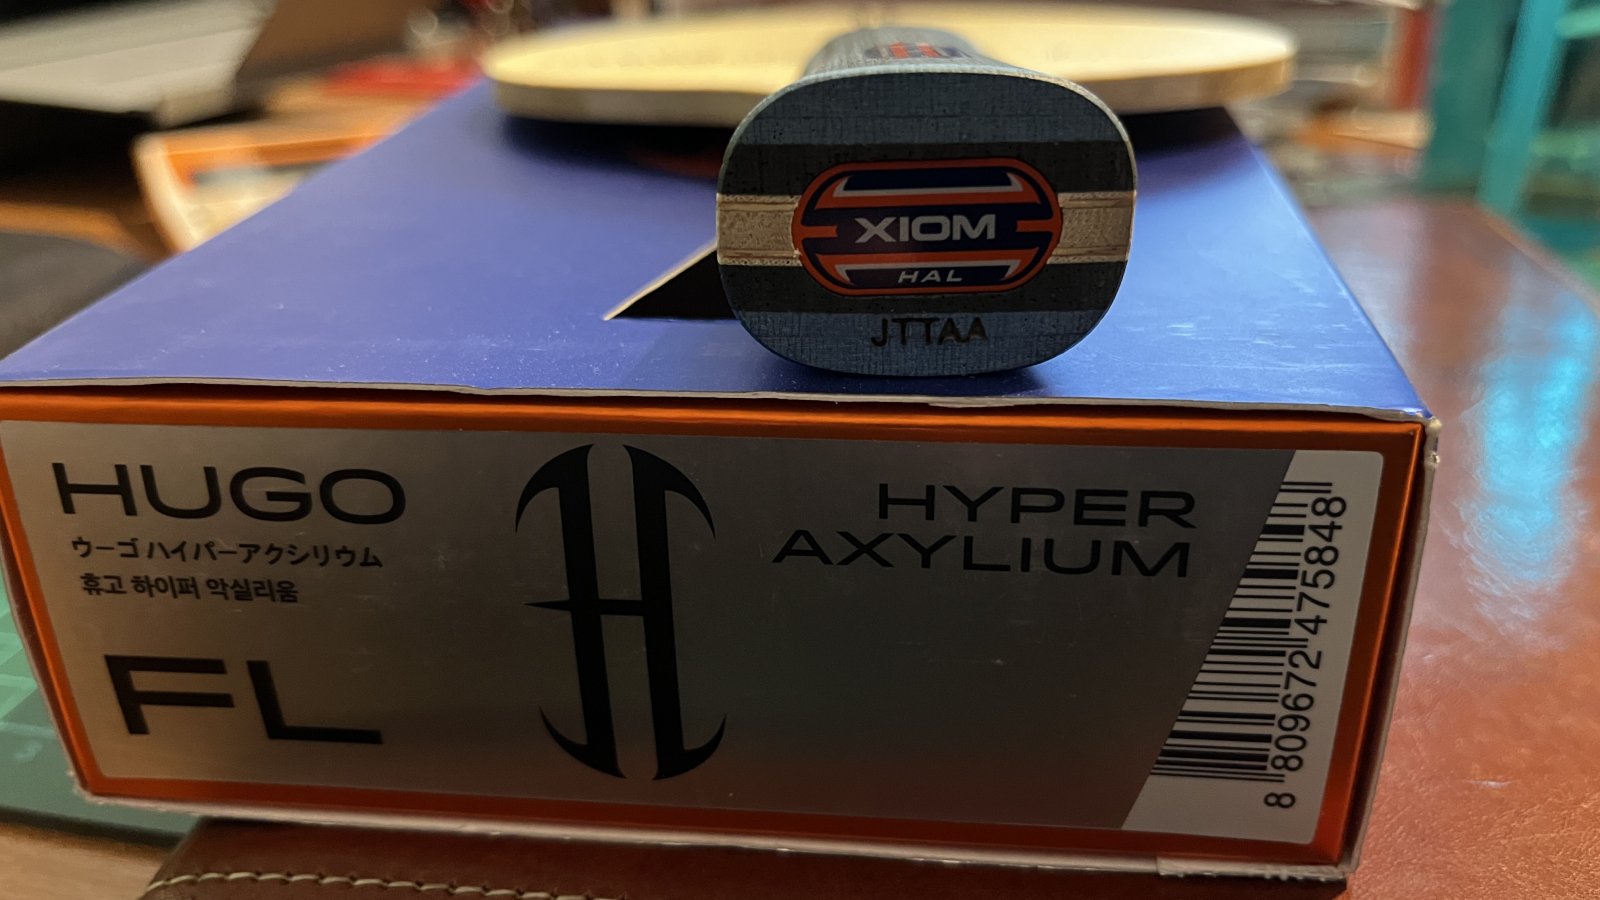 XIOM
HAL
JTTAA
HUGO
ウーゴ ハイパーアクシリウム
휴고 하이퍼 악실리움
FL
HYPER
AXYLIUM
8 809672 475848